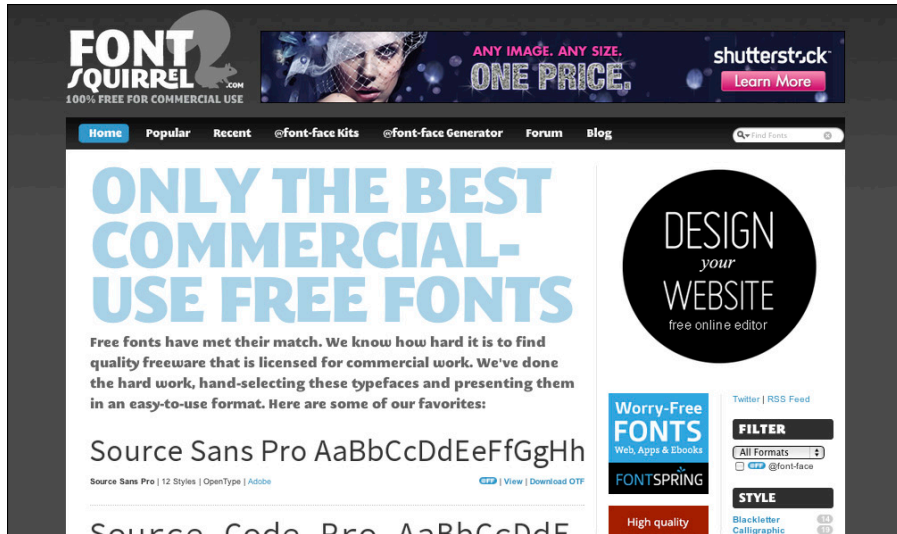 FONT
SQUIRREL.COM
100% FREE FOR COMMERCIAL USE
ANY IMAGE. ANY SIZE.
ONE PRICE.
shutterstock
Learn More
Home Popular Recent @font-face Kits @font-face Generator Forum Blog
Find Fonts
ONLY THE BEST
COMMERCIAL-
USE FREE FONTS
Free fonts have met their match. We know how hard it is to find
quality freeware that is licensed for commercial work. We've done
the hard work, hand-selecting these typefaces and presenting them
in an easy-to-use format. Here are some of our favorites:
Source Sans Pro AaBbCcDdEeFfGgHh
Source Sans Pro | 12 Styles | OpenType | Adobe
OFF | View | Download OTF
Source Code Pro AaBbCcDdE
DESIGN
your
WEBSITE
free online editor
Worry-Free
FONTS
Web, Apps & Ebooks
FONTSPRING
High quality
Twitter | RSS Feed
FILTER
All Formats
OFF @font-face
STYLE
Blackletter 14
Calligraphic 19